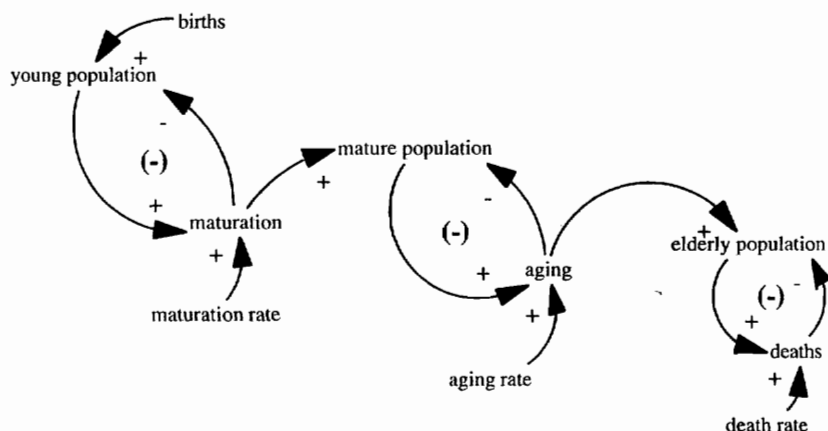 births
+
young population
-
(-)
mature population
+
+
-
maturation
(-)
+
+
elderly population
+
aging
(-)
-
maturation rate
+
+
deaths
aging rate
+
death rate